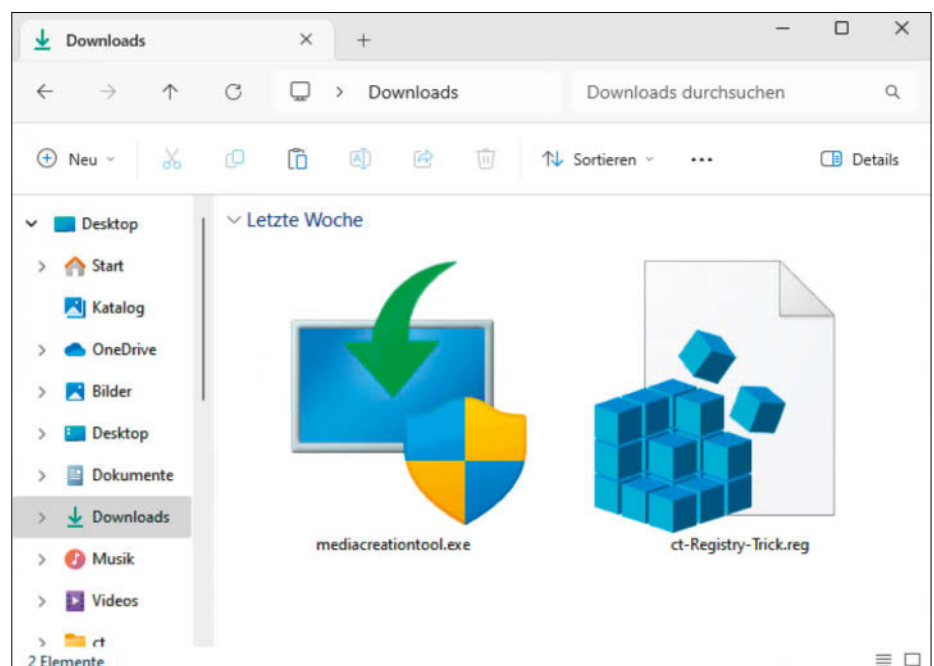 Downloads
Downloads
Downloads durchsuchen
Neu
Sortieren
Details
Desktop
Start
Katalog
OneDrive
Bilder
Desktop
Dokumente
Downloads
Musik
Videos
ct
Letzte Woche
mediacreationtool.exe
ct-Registry-Trick.reg
2 Elemente